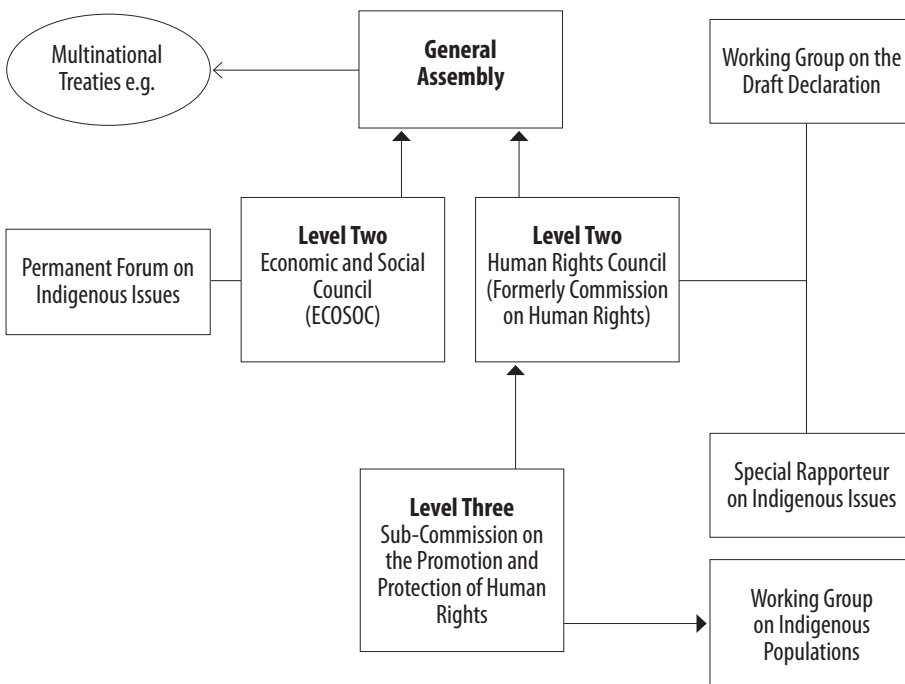 Multinational
Treaties e.g.
General
Assembly
Working Group on the
Draft Declaration
Permanent Forum on
Indigenous Issues
Level Two
Economic and Social
Council
(ECOSOC)
Level Two
Human Rights Council
(Formerly Commission
on Human Rights)
Level Three
Sub-Commission on
the Promotion and
Protection of Human
Rights
Special Rapporteur
on Indigenous Issues
Working Group
on Indigenous
Populations